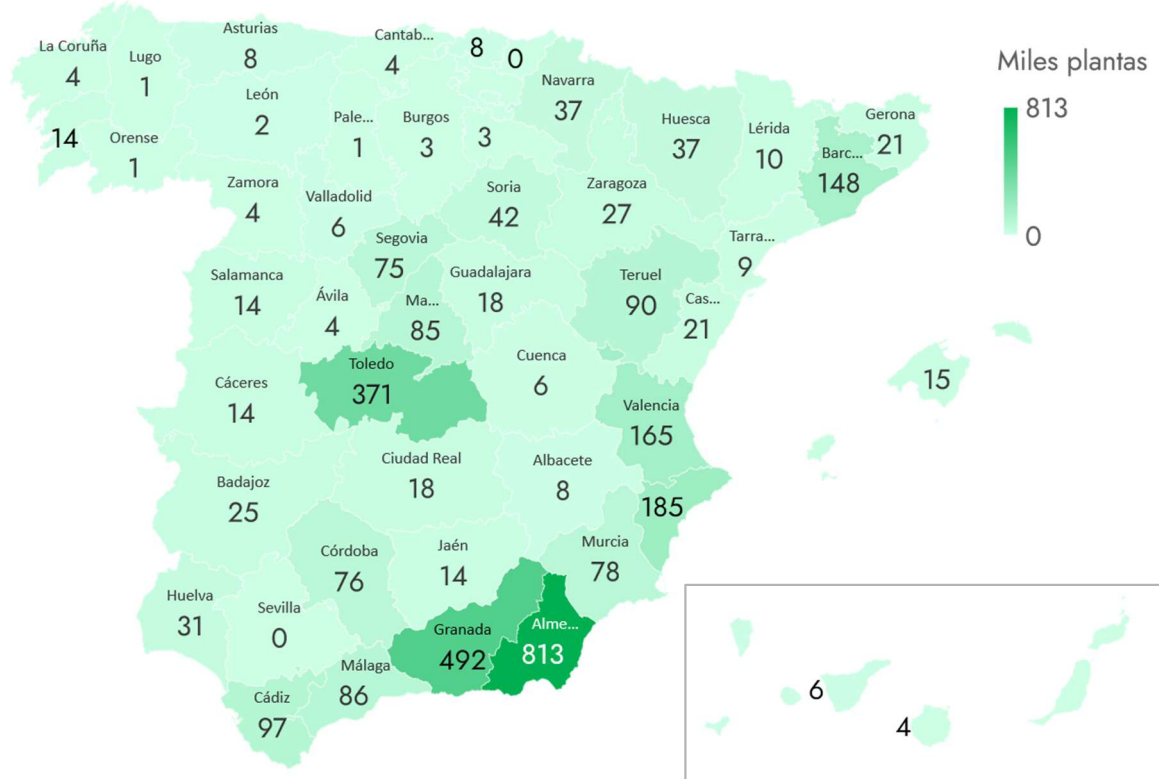 Asturias
8
Cantab...
4
8
0
La Coruña
4
Lugo
1
Navarra
37
León
2
Pale...
1
Burgos
3
3
Huesca
37
Lérida
10
Gerona
21
Barc...
148
14
Orense
1
Zamora
4
Valladolid
6
Soria
42
Zaragoza
27
Segovia
75
Tarra...
9
Salamanca
14
Ávila
4
Ma...
85
Guadalajara
18
Teruel
90
Cas...
21
Toledo
371
Cuenca
6
Cáceres
14
Valencia
165
15
Badajoz
25
Ciudad Real
18
Albacete
8
185
Córdoba
76
Jaén
14
Murcia
78
Huelva
31
Sevilla
0
Granada
492
Alme...
813
Málaga
86
Cádiz
97
6
4
Miles plantas
813
0